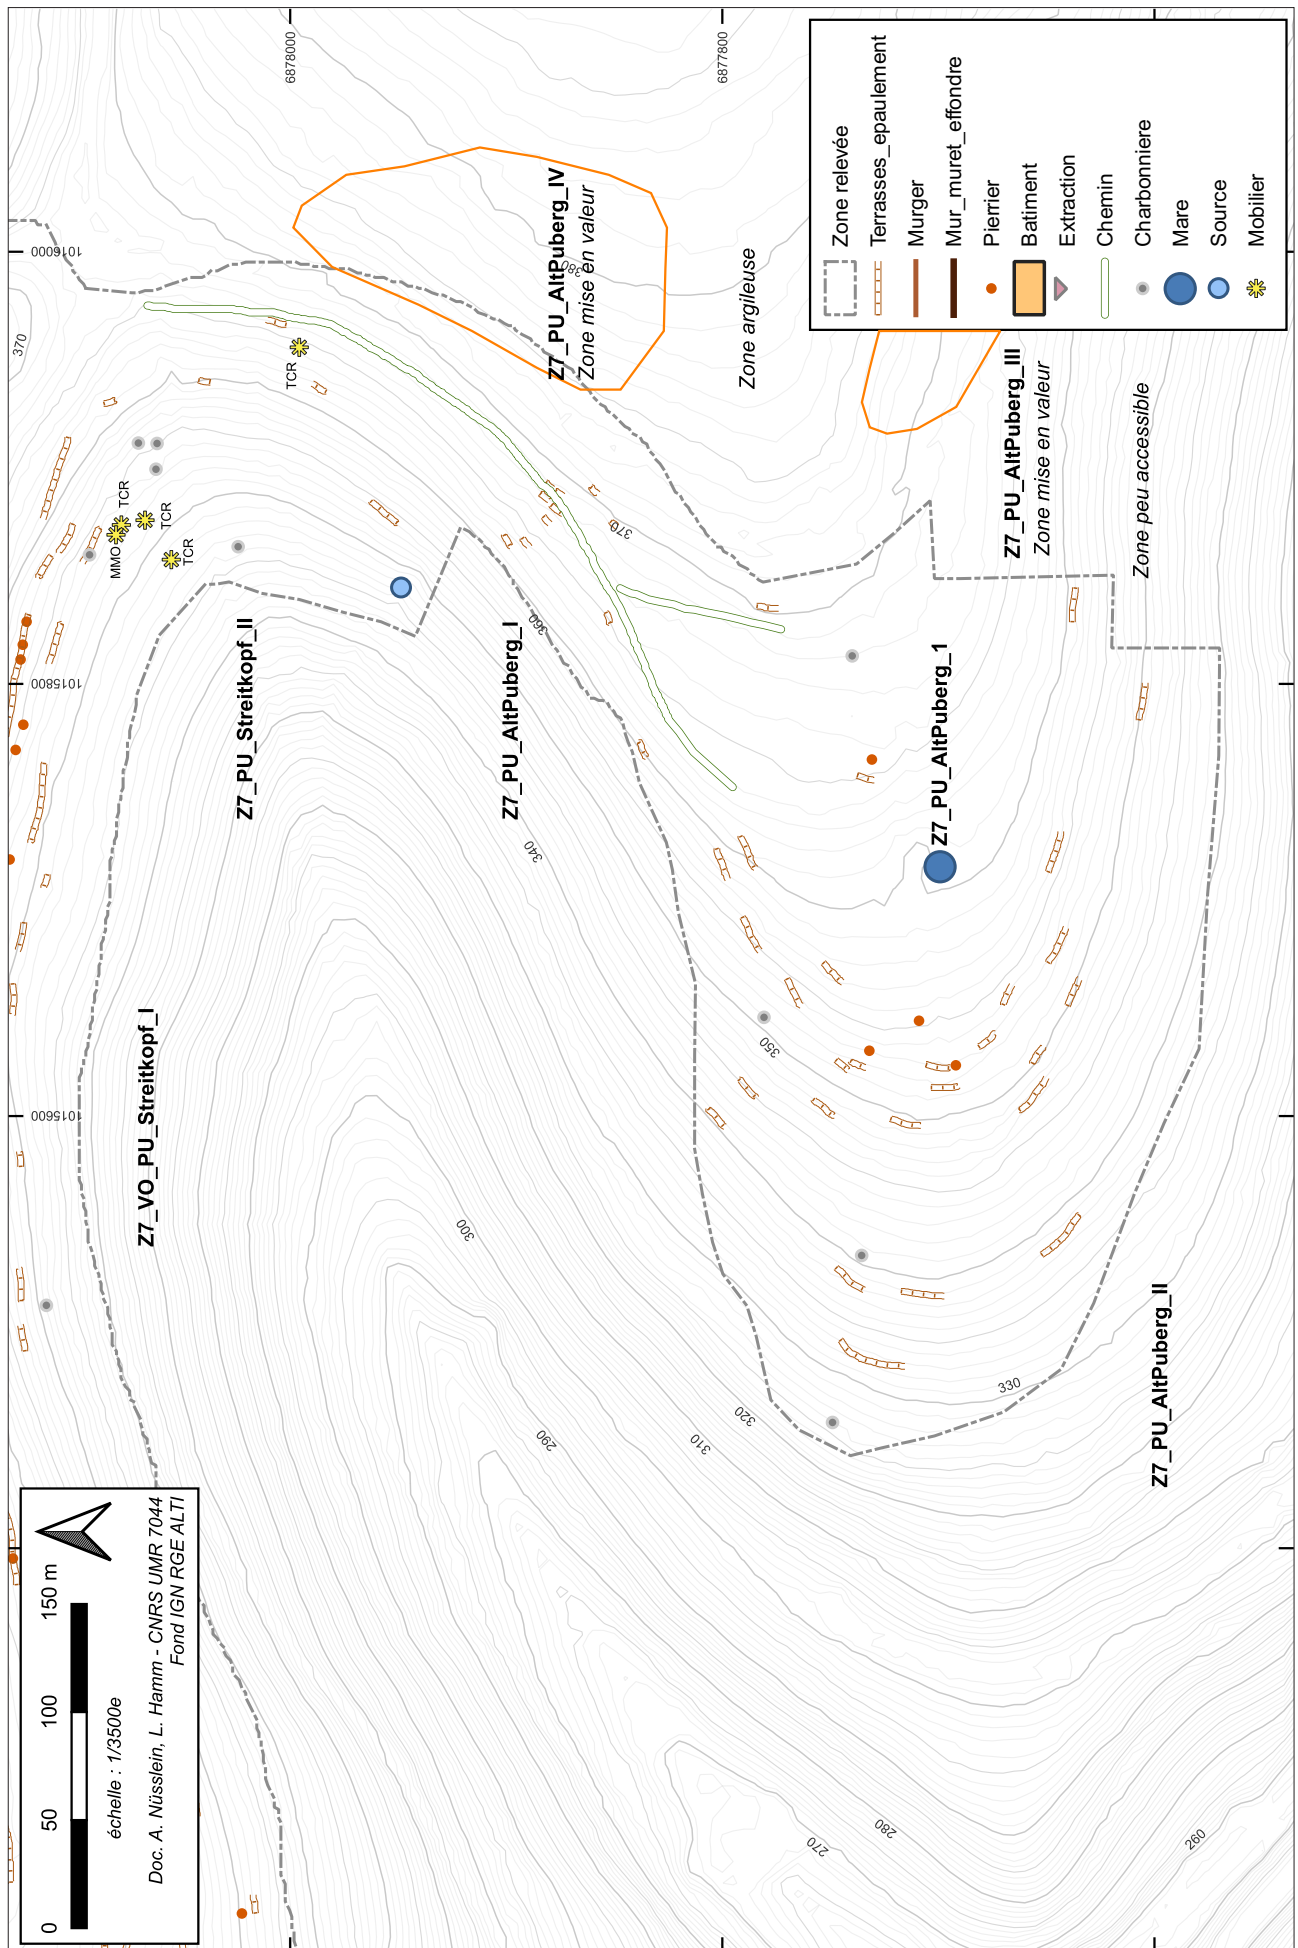 6878000
6877800
1016000
1015800
1015600
370
380
370
360
340
350
300
330
320
310
290
280
270
260
TCR
TCR
TCR
TCR
MMO
Z7_PU_AltPuberg_IV
Zone mise en valeur
Zone argileuse
Z7_PU_AltPuberg_III
Zone mise en valeur
Zone peu accessible
Z7_PU_Streitkopf_II
Z7_PU_AltPuberg_I
Z7_PU_AltPuberg_1
Z7_VO_PU_Streitkopf_I
Z7_PU_AltPuberg_II
Zone relevée
Terrasses_epaulement
Murger
Mur_muret_effondre
Pierrier
Batiment
Extraction
Chemin
Charbonniere
Mare
Source
Mobilier
0 50 100 150 m
échelle : 1/3500e
Doc. A. Nüsslein, L. Hamm - CNRS UMR 7044
Fond IGN RGE ALTI